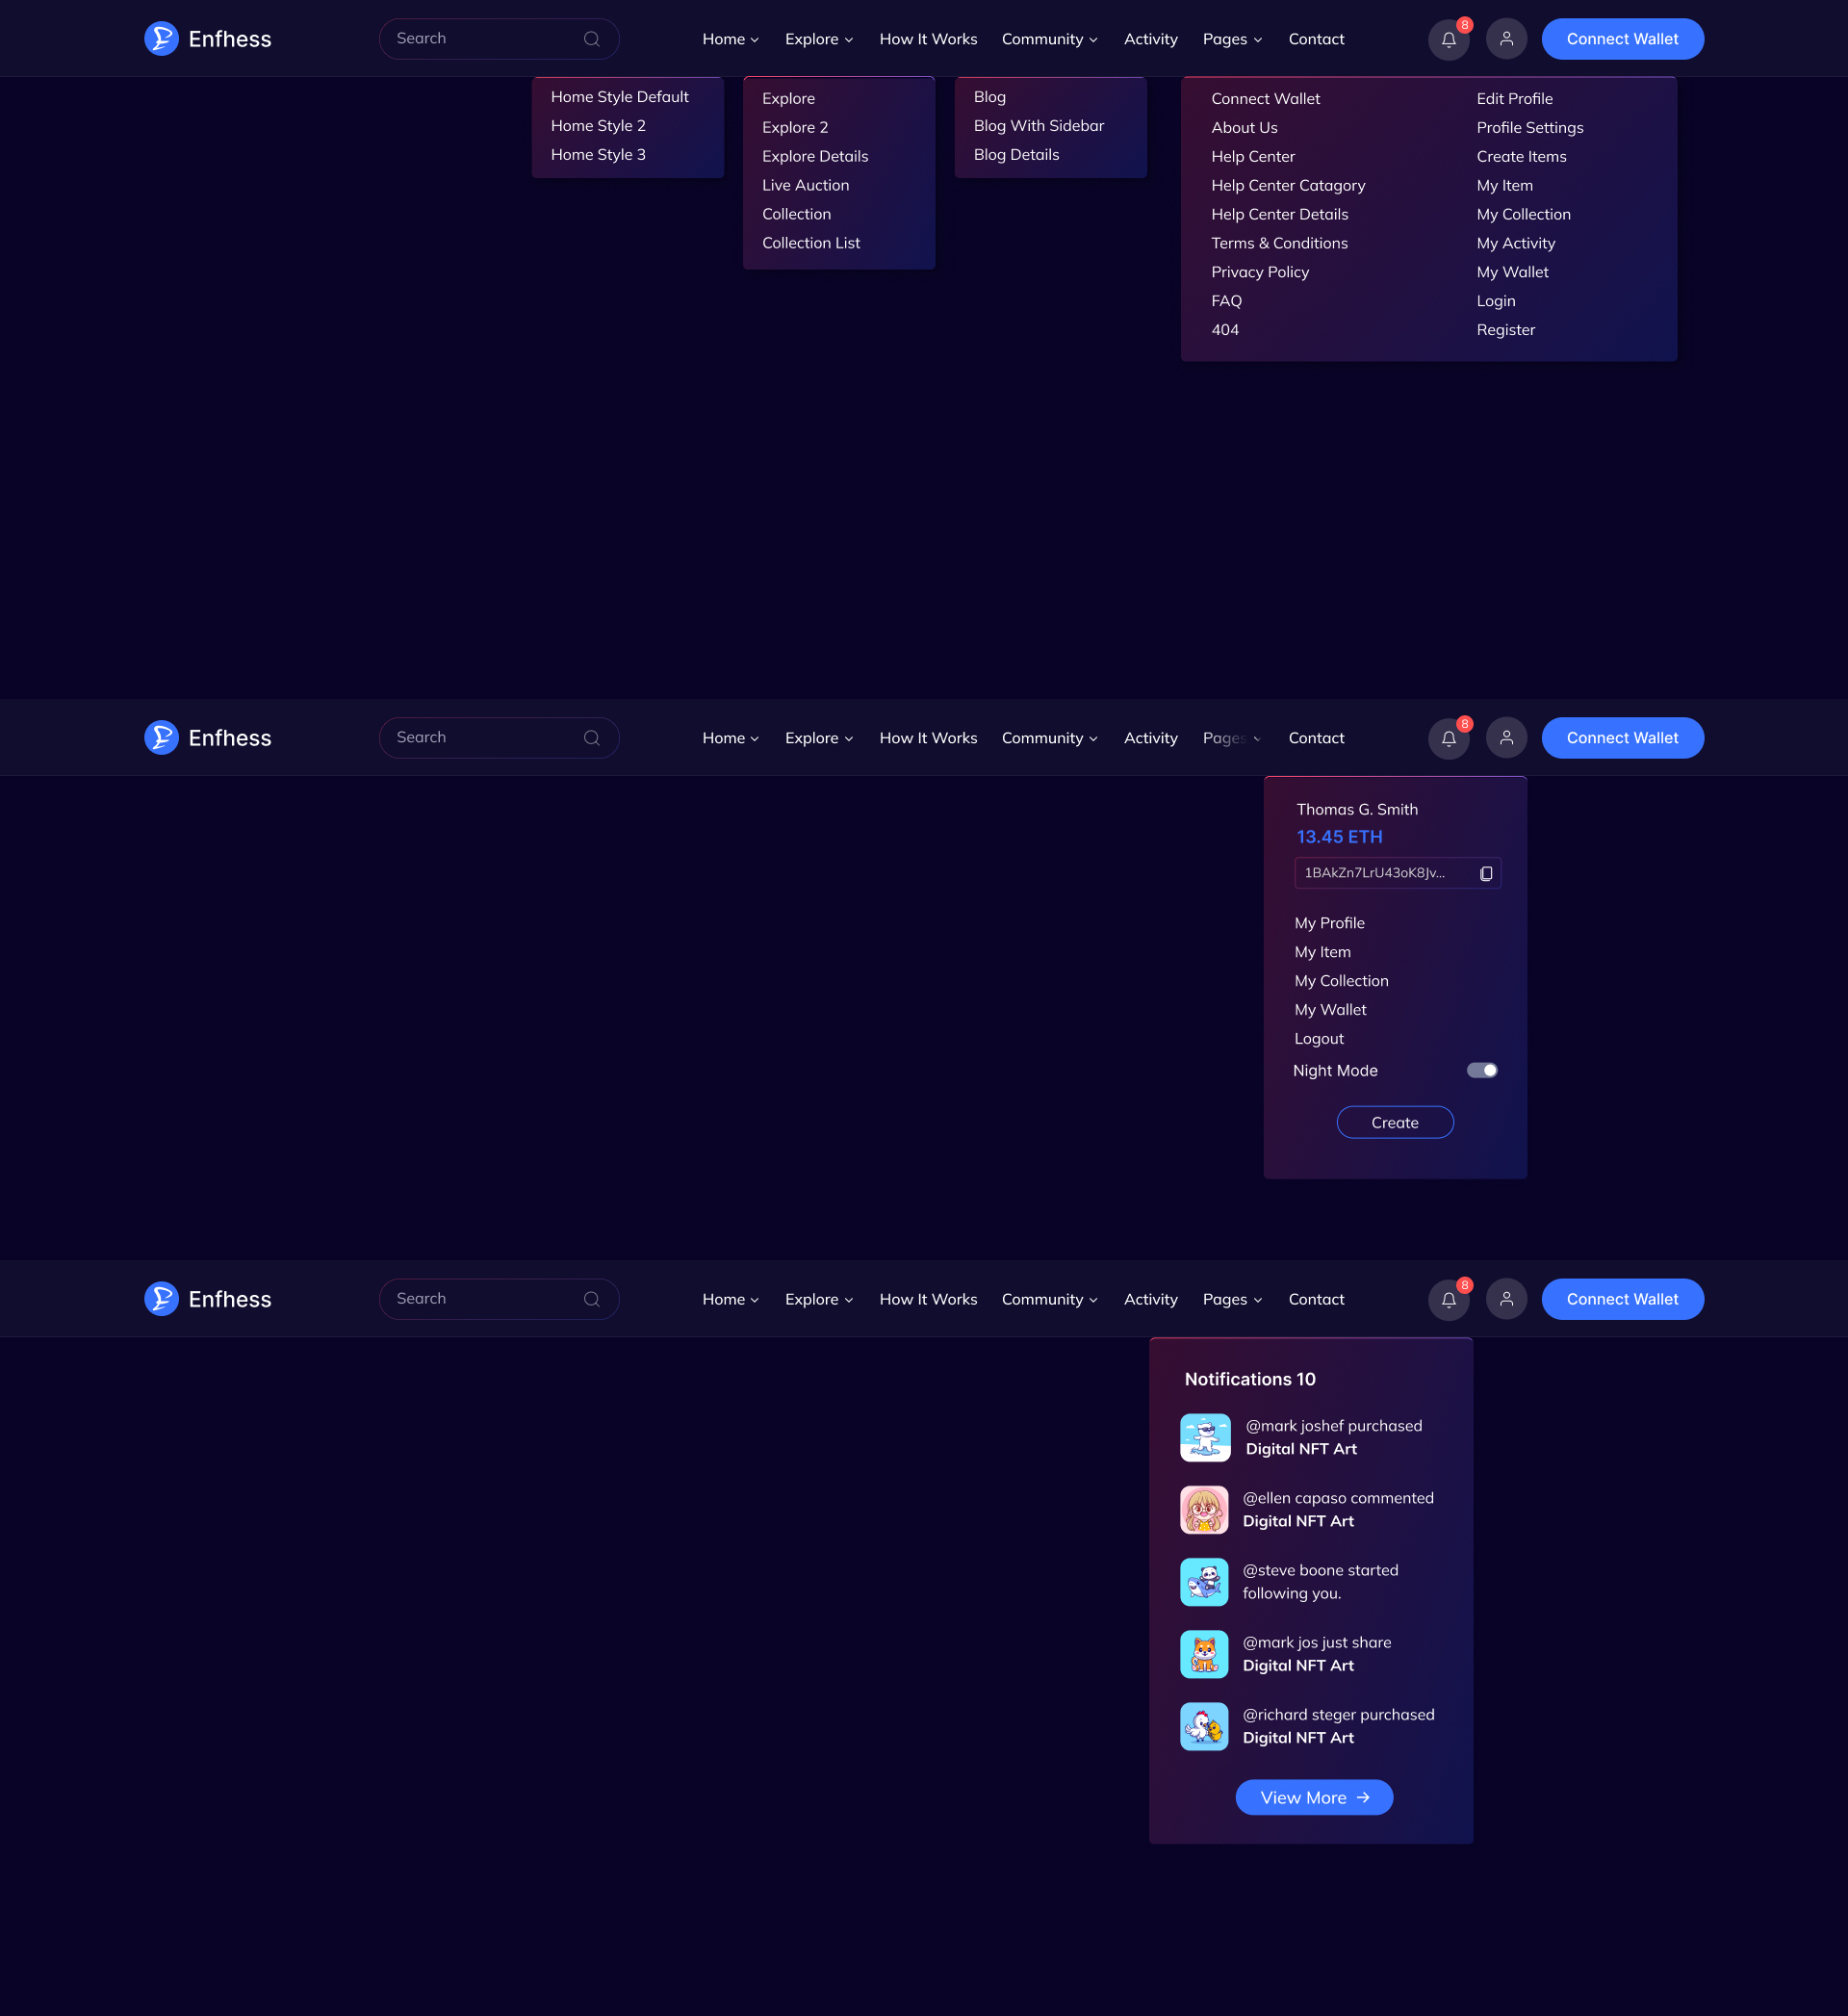 Enfhess
Search
Home
Explore
How It Works
Community
Activity
Pages
Contact
8
Connect Wallet
Home Style Default
Home Style 2
Home Style 3
Explore
Explore 2
Explore Details
Live Auction
Collection
Collection List
Blog
Blog With Sidebar
Blog Details
Connect Wallet
About Us
Help Center
Help Center Catagory
Help Center Details
Terms & Conditions
Privacy Policy
FAQ
404
Edit Profile
Profile Settings
Create Items
My Item
My Collection
My Activity
My Wallet
Login
Register
Enfhess
Search
Home
Explore
How It Works
Community
Activity
Pages
Contact
8
Connect Wallet
Thomas G. Smith
13.45 ETH
1BAkZn7LrU43oK8Jv...
My Profile
My Item
My Collection
My Wallet
Logout
Night Mode
Create
Enfhess
Search
Home
Explore
How It Works
Community
Activity
Pages
Contact
8
Connect Wallet
Notifications 10
@mark joshef purchased
Digital NFT Art
@ellen capaso commented
Digital NFT Art
@steve boone started
following you.
@mark jos just share
Digital NFT Art
@richard steger purchased
Digital NFT Art
View More